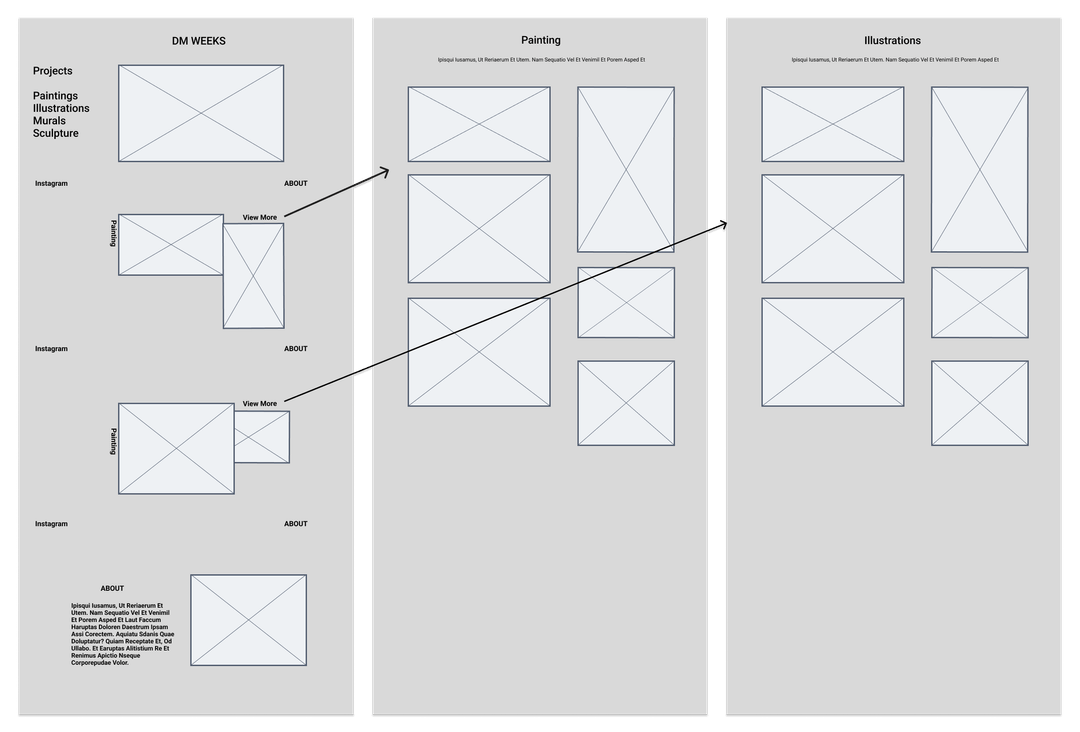 DM WEEKS
Projects
Paintings
Illustrations
Murals
Sculpture
Instagram
ABOUT
View More
Painting
Instagram
ABOUT
View More
Painting
Instagram
ABOUT
ABOUT
Ipisqui Iusamus, Ut Reriaerum Et
Utem. Nam Sequatio Vel Et Venimil
Et Porem Asped Et Laut Faccum
Haruptas Doloren Daestrum Ipsam
Assi Corectem. Aquiatu Sdanis Quae
Doluptatur? Quiam Receptate Et, Od
Ullabo. Et Earuptas Alitistium Re Et
Renimus Apictio Nseque
Corporepudae Volor.
Painting
Ipisqui Iusamus, Ut Reriaerum Et Utem. Nam Sequatio Vel Et Venimil Et Porem Asped Et
Illustrations
Ipisqui Iusamus, Ut Reriaerum Et Utem. Nam Sequatio Vel Et Venimil Et Porem Asped Et